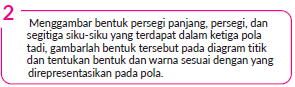 2
Menggambar bentuk persegi panjang, persegi, dan
segitiga siku-siku yang terdapat dalam ketiga pola
tadi, gambarlah bentuk tersebut pada diagram titik
dan tentukan bentuk dan warna sesuai dengan yang
direpresentasikan pada pola.